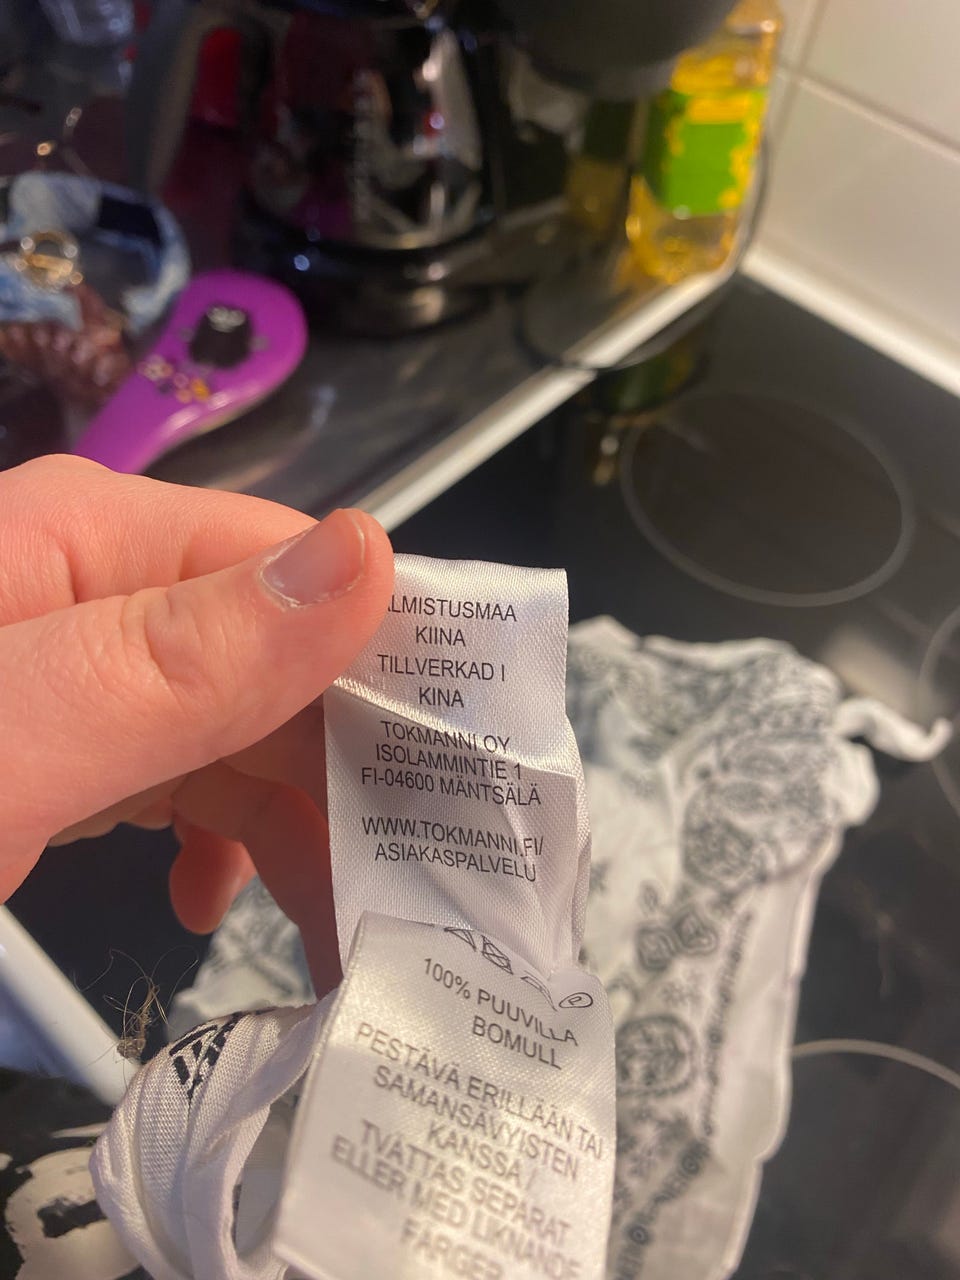 ALMISTUSMAA
KIINA
TILLVERKAD I
KINA
TOKMANNI OY
ISOLAMMINTIE 1
FI-04600 MÄNTSÄLÄ
WWW.TOKMANNI.FI/
ASIAKASPALVELU
100% PUUVILLA
BOMULL
PESTÄVÄ ERILLÄÄN TAI
SAMANSÄVYISTEN
KANSSA /
TVÄTTAS SEPARAT
ELLER MED LIKNANDE
FÄRGER